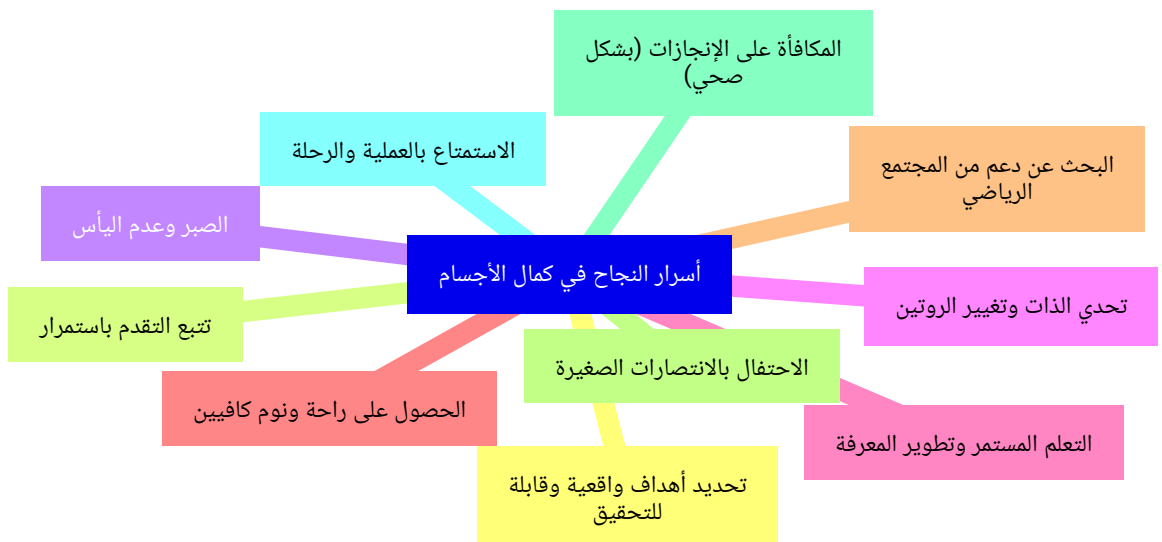 المكافأة على الإنجازات (بشكل
صحي)
الاستمتاع بالعملية والرحلة
البحث عن دعم من المجتمع
الرياضي
الصبر وعدم اليأس
أسرار النجاح في كمال الأجسام
تحدي الذات وتغيير الروتين
تتبع التقدم باستمرار
الاحتفال بالانتصارات الصغيرة
الحصول على راحة ونوم كافيين
التعلم المستمر وتطوير المعرفة
تحديد أهداف واقعية وقابلة
للتحقيق